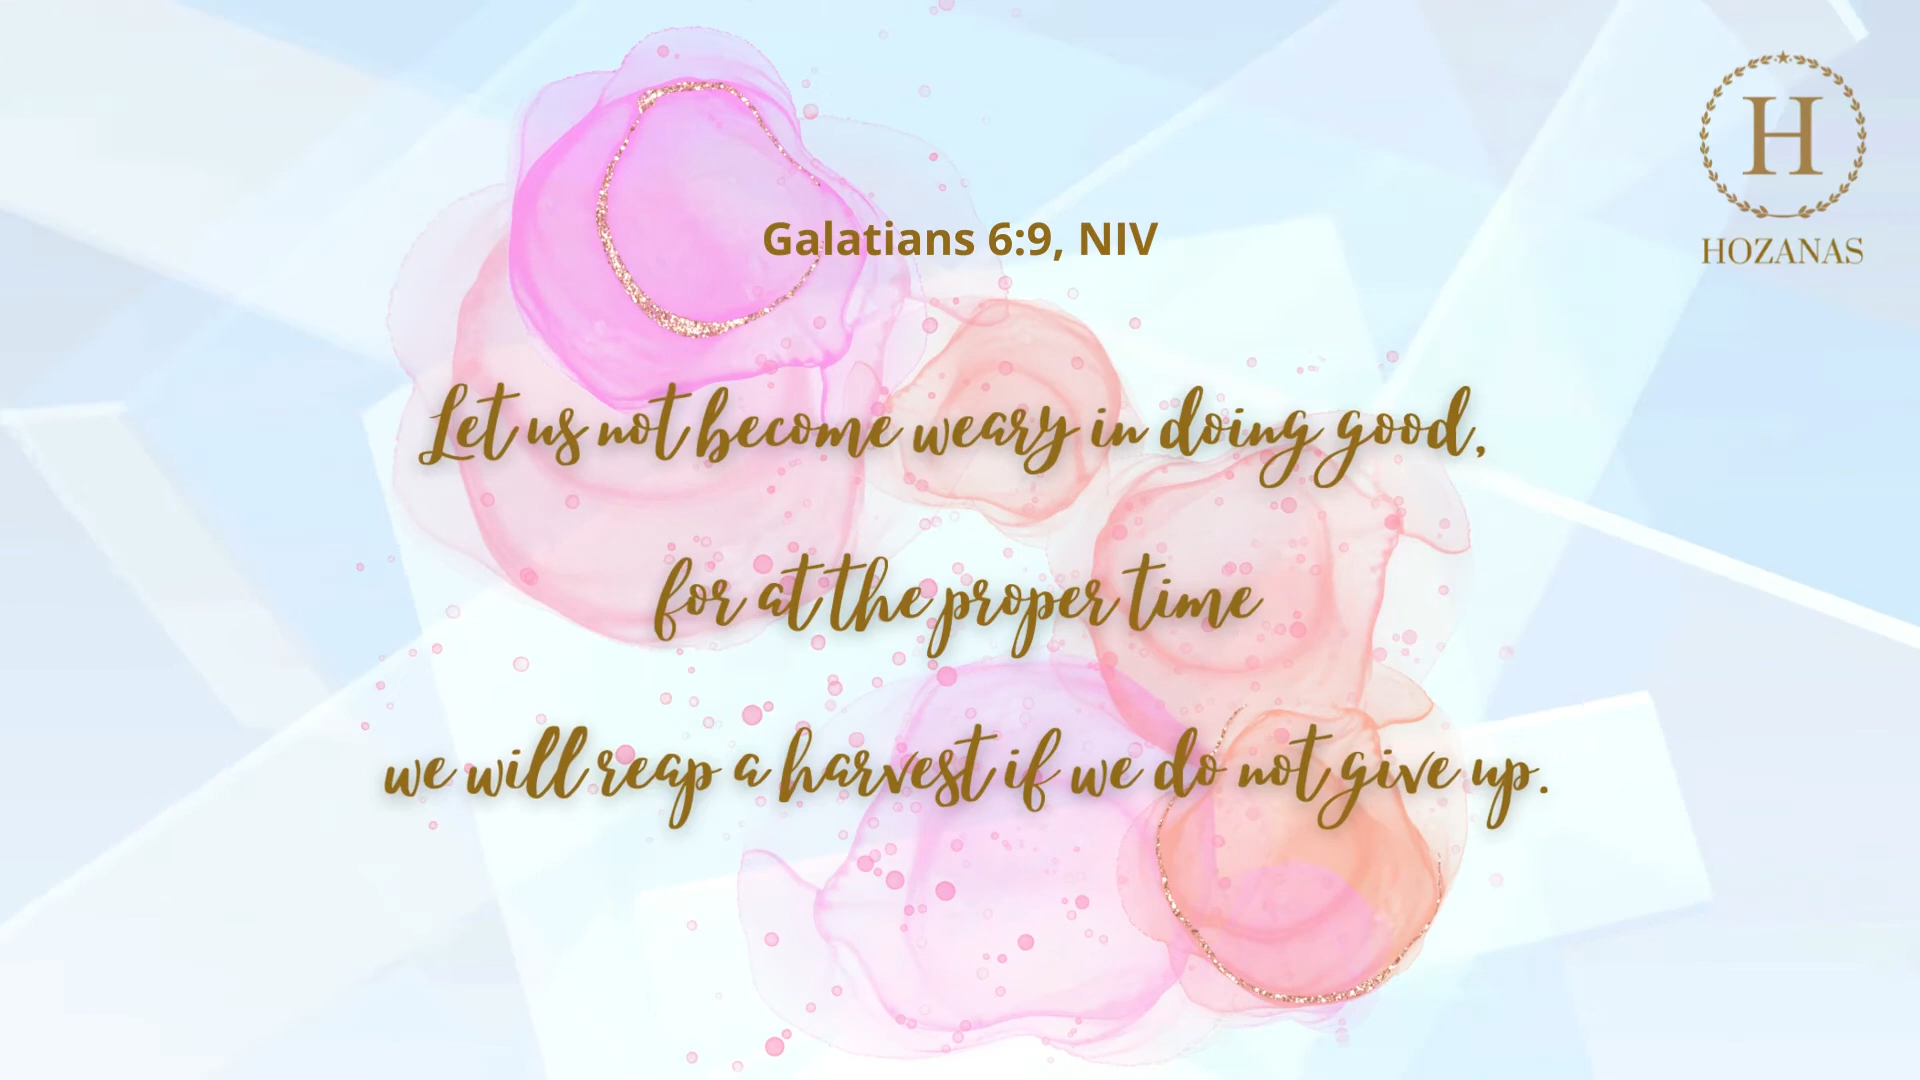 H
HOZANAS
Galatians 6:9, NIV
Let us not become weary in doing good,
for at the proper time
we will reap a harvest if we do not give up.